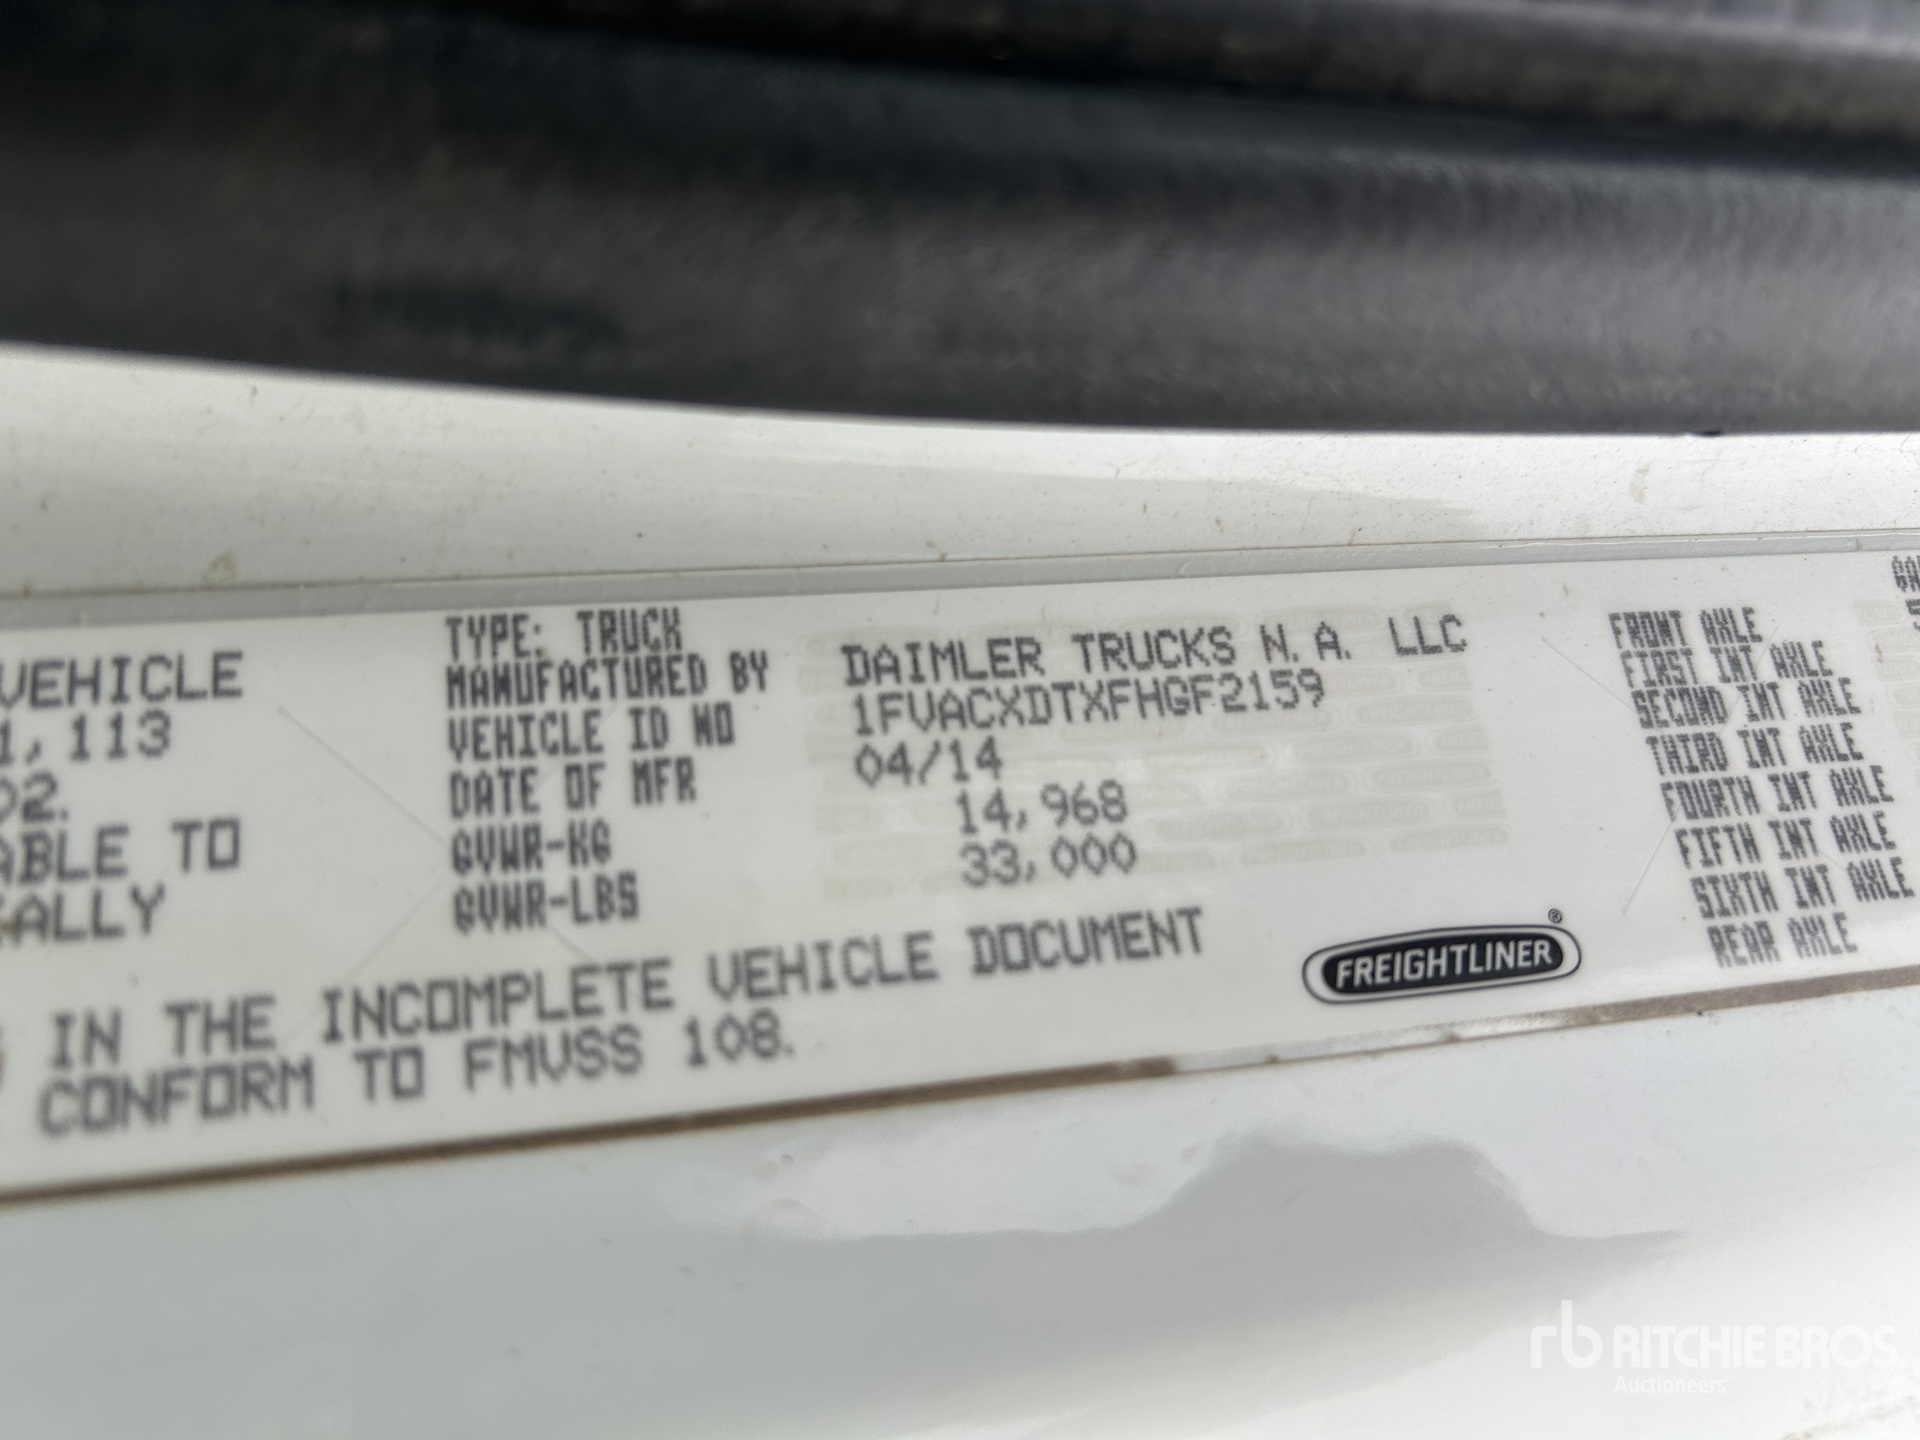 VEHICLE
1,113
02.
ABLE TO
CALLY
IN THE INCOMPLETE VEHICLE DOCUMENT
CONFORM TO FMVSS 108.
TYPE: TRUCK
MANUFACTURED BY DAIMLER TRUCKS N.A. LLC
VEHICLE ID NO 1FVACXDTXFHGF2159
DATE OF MFR 04/14
GVWR-KG 14,968
GVWR-LBS 33,000
FREIGHTLINER®
FRONT AXLE
FIRST INT AXLE
SECOND INT AXLE
THIRD INT AXLE
FOURTH INT AXLE
FIFTH INT AXLE
SIXTH INT AXLE
REAR AXLE
rb RITCHIE BROS.
Auctioneers